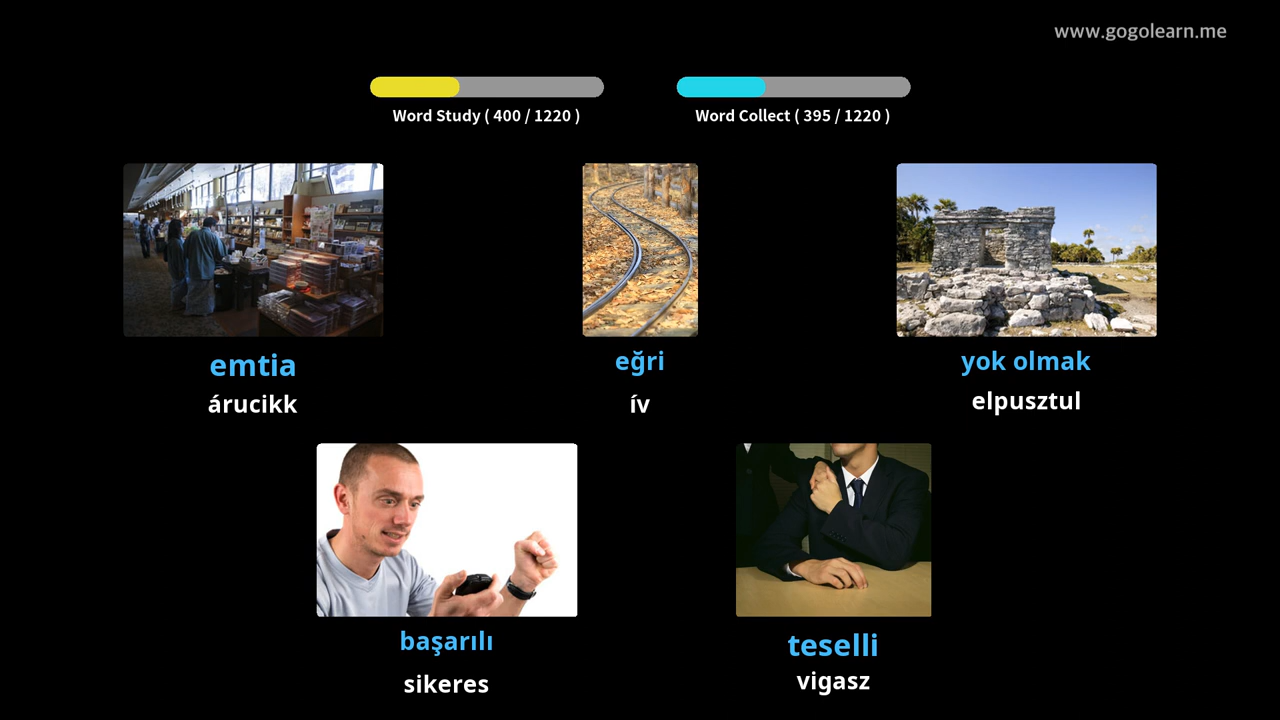 www.gogolearn.me
Word Study ( 400 / 1220 )
Word Collect ( 395 / 1220 )
emtia
árucikk
eğri
ív
yok olmak
elpusztul
başarılı
sikeres
teselli
vigasz